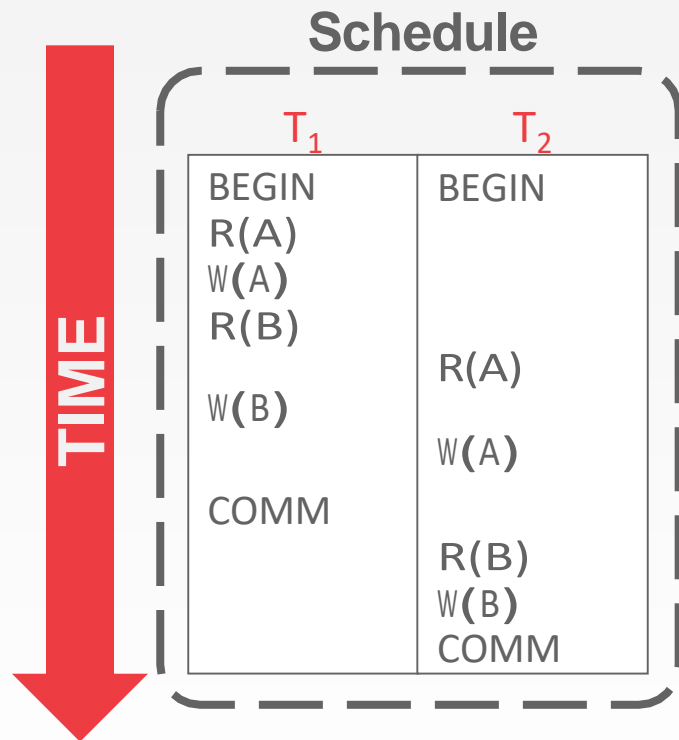 Schedule
T₁ T₂
BEGIN BEGIN
R(A)
W(A)
R(B)
R(A)
W(B)
W(A)
COMM
R(B)
W(B)
COMM
TIME